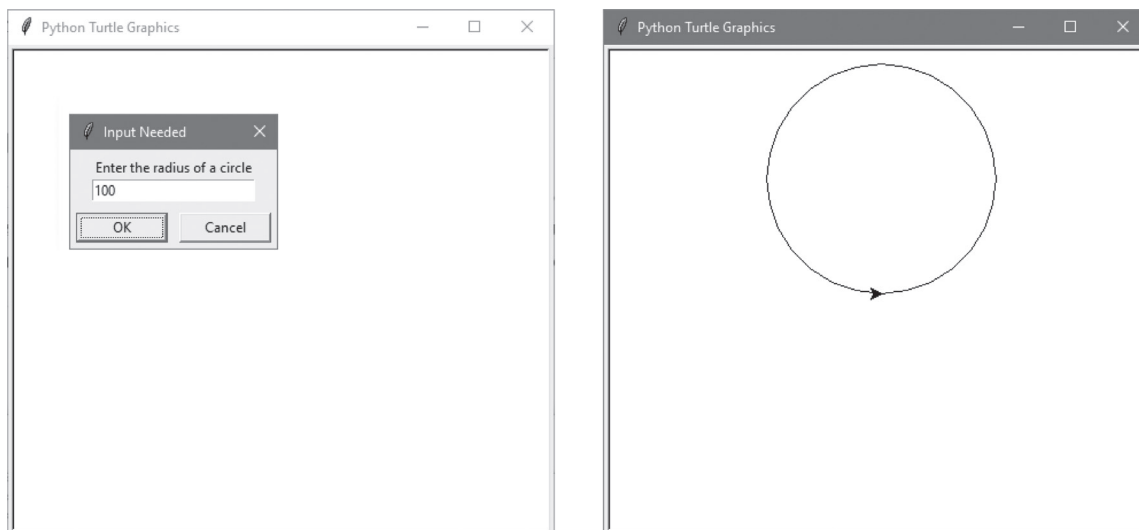 Python Turtle Graphics
Input Needed
Enter the radius of a circle
100
OK Cancel
Python Turtle Graphics